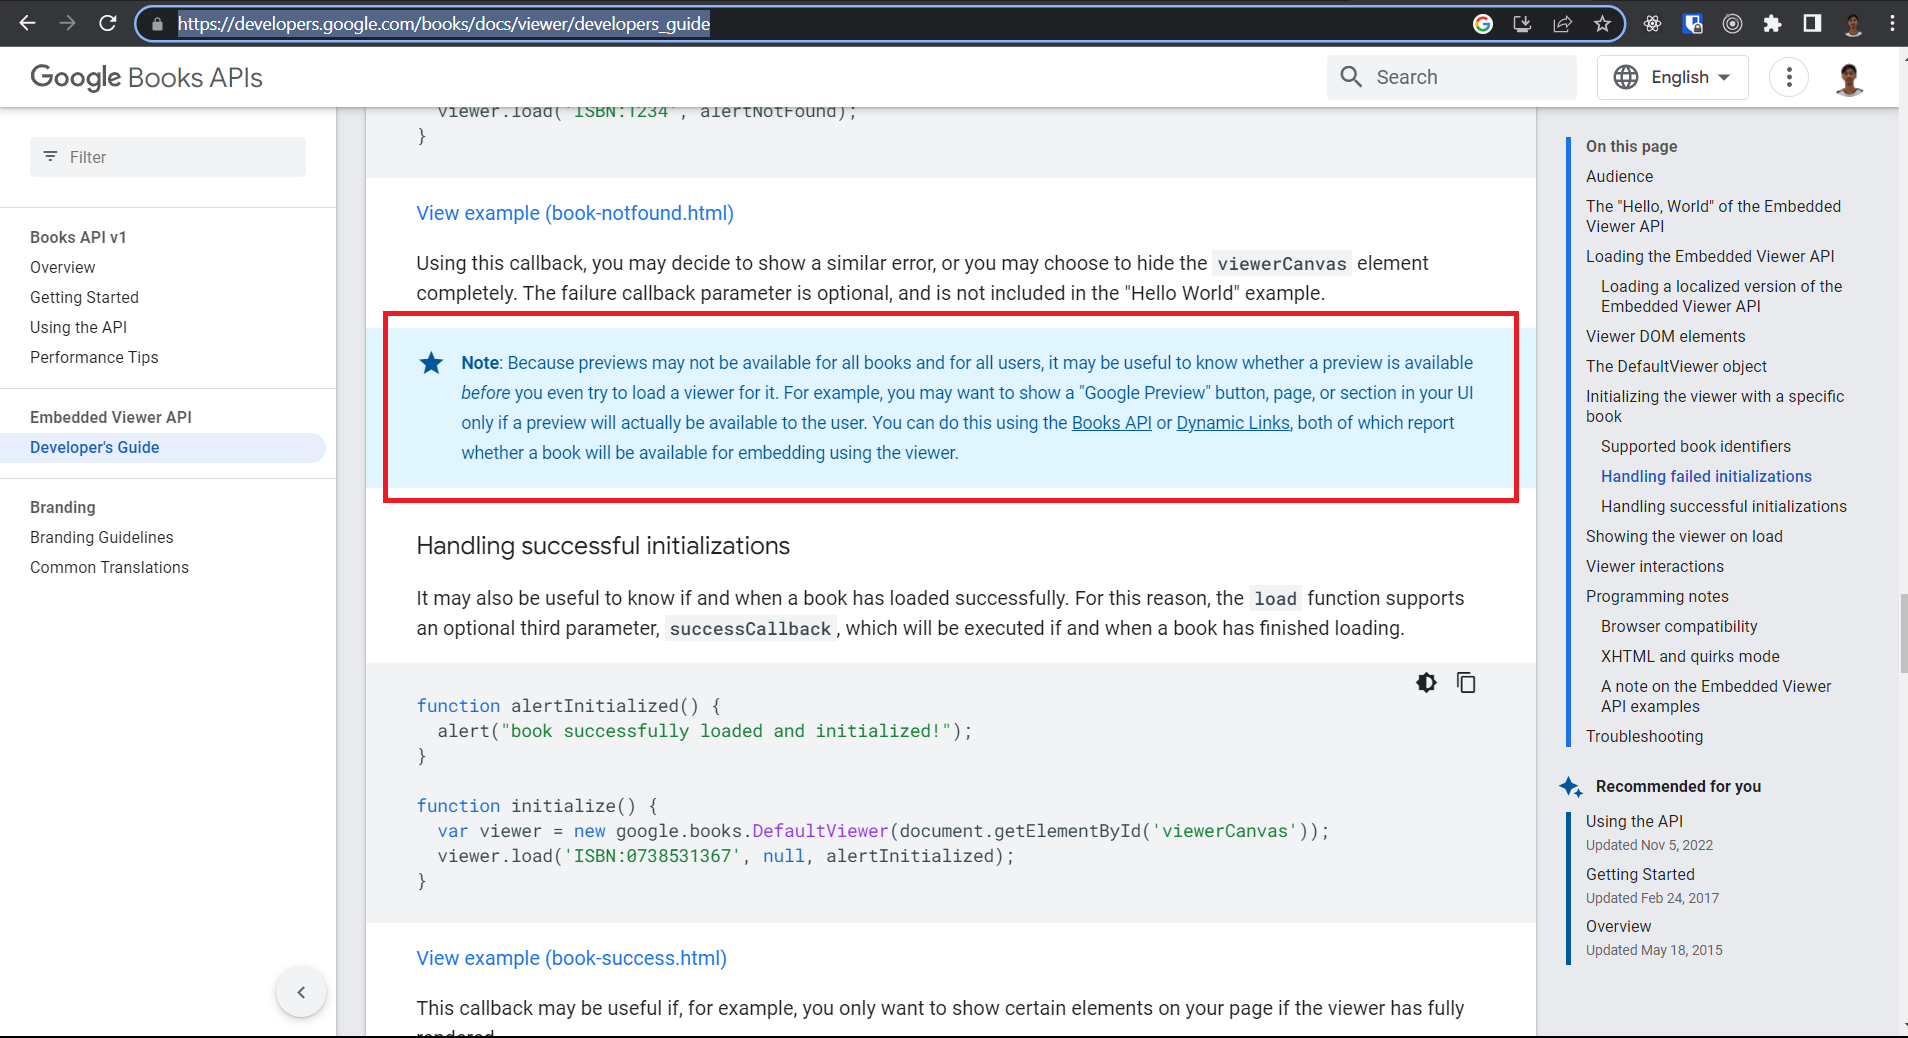 https://developers.google.com/books/docs/viewer/developers_guide
Google Books APIs
Search
English
Filter
Books API v1
Overview
Getting Started
Using the API
Performance Tips
Embedded Viewer API
Developer's Guide
Branding
Branding Guidelines
Common Translations
viewer.load('ISBN:1234', alertNotFound);
}
View example (book-notfound.html)
Using this callback, you may decide to show a similar error, or you may choose to hide the viewerCanvas element
completely. The failure callback parameter is optional, and is not included in the "Hello World" example.
Note: Because previews may not be available for all books and for all users, it may be useful to know whether a preview is available
before you even try to load a viewer for it. For example, you may want to show a "Google Preview" button, page, or section in your UI
only if a preview will actually be available to the user. You can do this using the Books API or Dynamic Links, both of which report
whether a book will be available for embedding using the viewer.
Handling successful initializations
It may also be useful to know if and when a book has loaded successfully. For this reason, the load function supports
an optional third parameter, successCallback, which will be executed if and when a book has finished loading.
function alertInitialized() {
alert("book successfully loaded and initialized!");
}
function initialize() {
var viewer = new google.books.DefaultViewer(document.getElementById('viewerCanvas'));
viewer.load('ISBN:0738531367', null, alertInitialized);
}
View example (book-success.html)
This callback may be useful if, for example, you only want to show certain elements on your page if the viewer has fully
rendered.
On this page
Audience
The "Hello, World" of the Embedded
Viewer API
Loading the Embedded Viewer API
Loading a localized version of the
Embedded Viewer API
Viewer DOM elements
The DefaultViewer object
Initializing the viewer with a specific
book
Supported book identifiers
Handling failed initializations
Handling successful initializations
Showing the viewer on load
Viewer interactions
Programming notes
Browser compatibility
XHTML and quirks mode
A note on the Embedded Viewer
API examples
Troubleshooting
Recommended for you
Using the API
Updated Nov 5, 2022
Getting Started
Updated Feb 24, 2017
Overview
Updated May 18, 2015